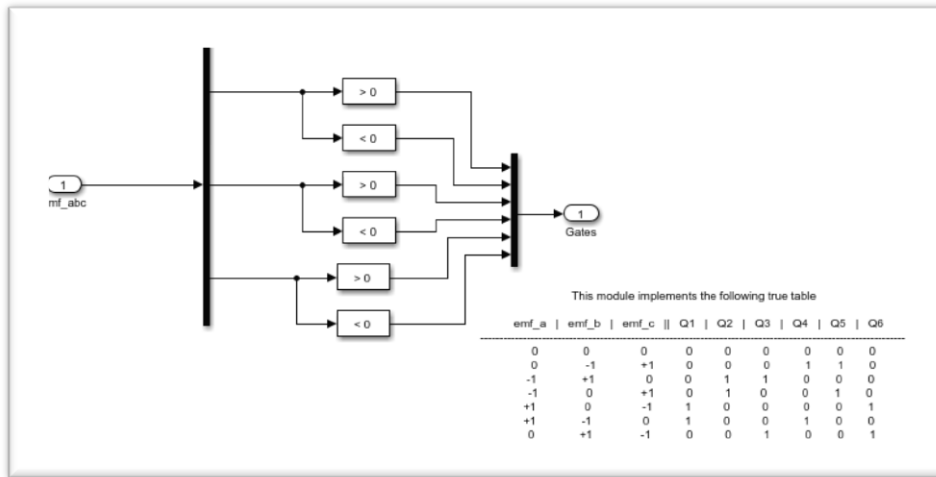 > 0
< 0
1
mf_abc
> 0
< 0
1
Gates
> 0
< 0
This module implements the following true table
emf_a | emf_b | emf_c || Q1 | Q2 | Q3 | Q4 | Q5 | Q6
--------------------------------------------------------------------------------
0 0 0 0 0 0 0 0 0
0 -1 +1 0 0 0 1 1 0
-1 +1 0 0 1 1 0 0 0
-1 0 +1 0 1 0 0 1 0
+1 0 -1 1 0 0 0 0 1
+1 -1 0 1 0 0 1 0 0
0 +1 -1 0 0 1 0 0 1